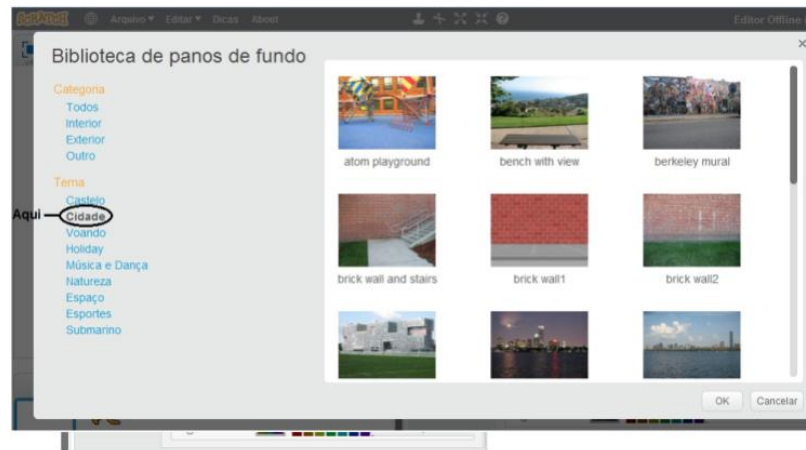 SCRATCH Arquivo Editar Dicas About Editor Offline
Biblioteca de panos de fundo
Categoria
Todos
Interior
Exterior
Outro
Tema
Castelo
Aqui Cidade
Voando
Holiday
Música e Dança
Natureza
Espaço
Esportes
Submarino
atom playground bench with view berkeley mural
brick wall and stairs brick wall1 brick wall2
OK Cancelar